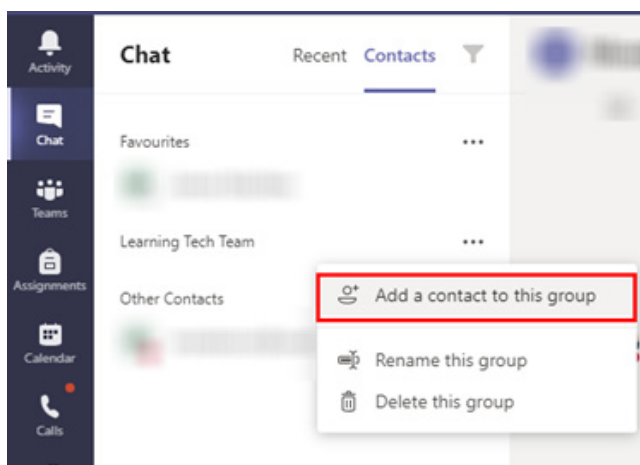 Activity
Chat
Teams
Assignments
Calendar
Calls
Chat Recent Contacts
Favourites
Learning Tech Team
Other Contacts
Add a contact to this group
Rename this group
Delete this group